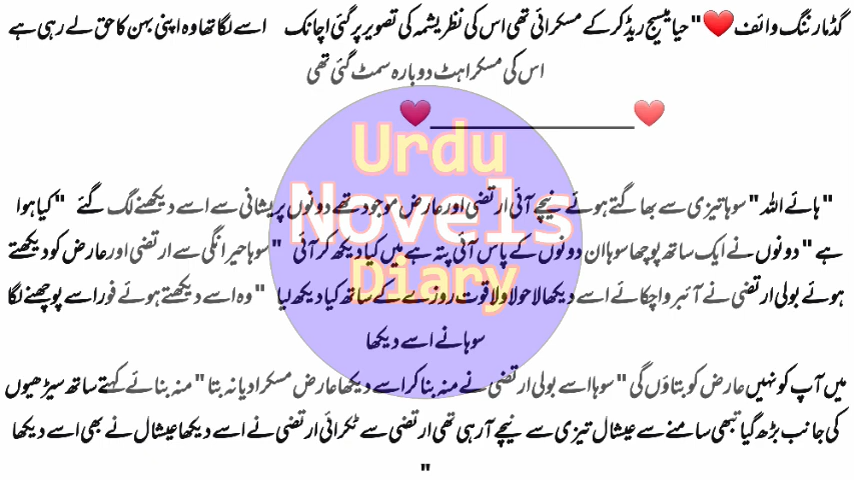 گڈمارننگ وائف❤️" حیا میسج ریڈ کر کے مسکرائی تھی اس کی نظر یشمہ کی تصویر پر گئی اچانک اسے لگا تھا وہ اپنی بہن کا حق لے رہی ہے
اس کی مسکراہٹ دوبارہ سمٹ گئی تھی
❤️_______________❤️
Urdu
Novels
Diary
"ہائے اللہ" سوہا تیزی سے بھاگتے ہوئے نیچے آئی ارتضی اور عارض موجود تھے دونوں پریشانی سے اسے دیکھنے لگ گئے "کیا ہوا
ہے" دونوں نے ایک ساتھ پوچھا سوہا ان دونوں کے پاس آئی پتہ ہے میں کیا دیکھ کر آئی "سوہا حیرانگی سے ارتضی اور عارض کو دیکھتے
ہوئے بولی ارتضی نے آئبرو اچکائے اسے دیکھا لاحولا ولا قوت روزے کے ساتھ کیا دیکھ لیا "وہ اسے دیکھتے ہوئے فورا سے پوچھنے لگا
سوہا نے اسے دیکھا
میں آپ کو نہیں عارض کو بتاؤں گی" سوہا اسے بولی ارتضی نے منہ بنا کر اسے دیکھا عارض مسکرا دیا نہ بتا" منہ بنائے کہتے ساتھ سیڑھیوں
کی جانب بڑھ گیا تبھی سامنے سے عیشال تیزی سے نیچے آرہی تھی ارتضی سے ٹکرائی ارتضی نے اسے دیکھا عیشال نے بھی اسے دیکھا
"